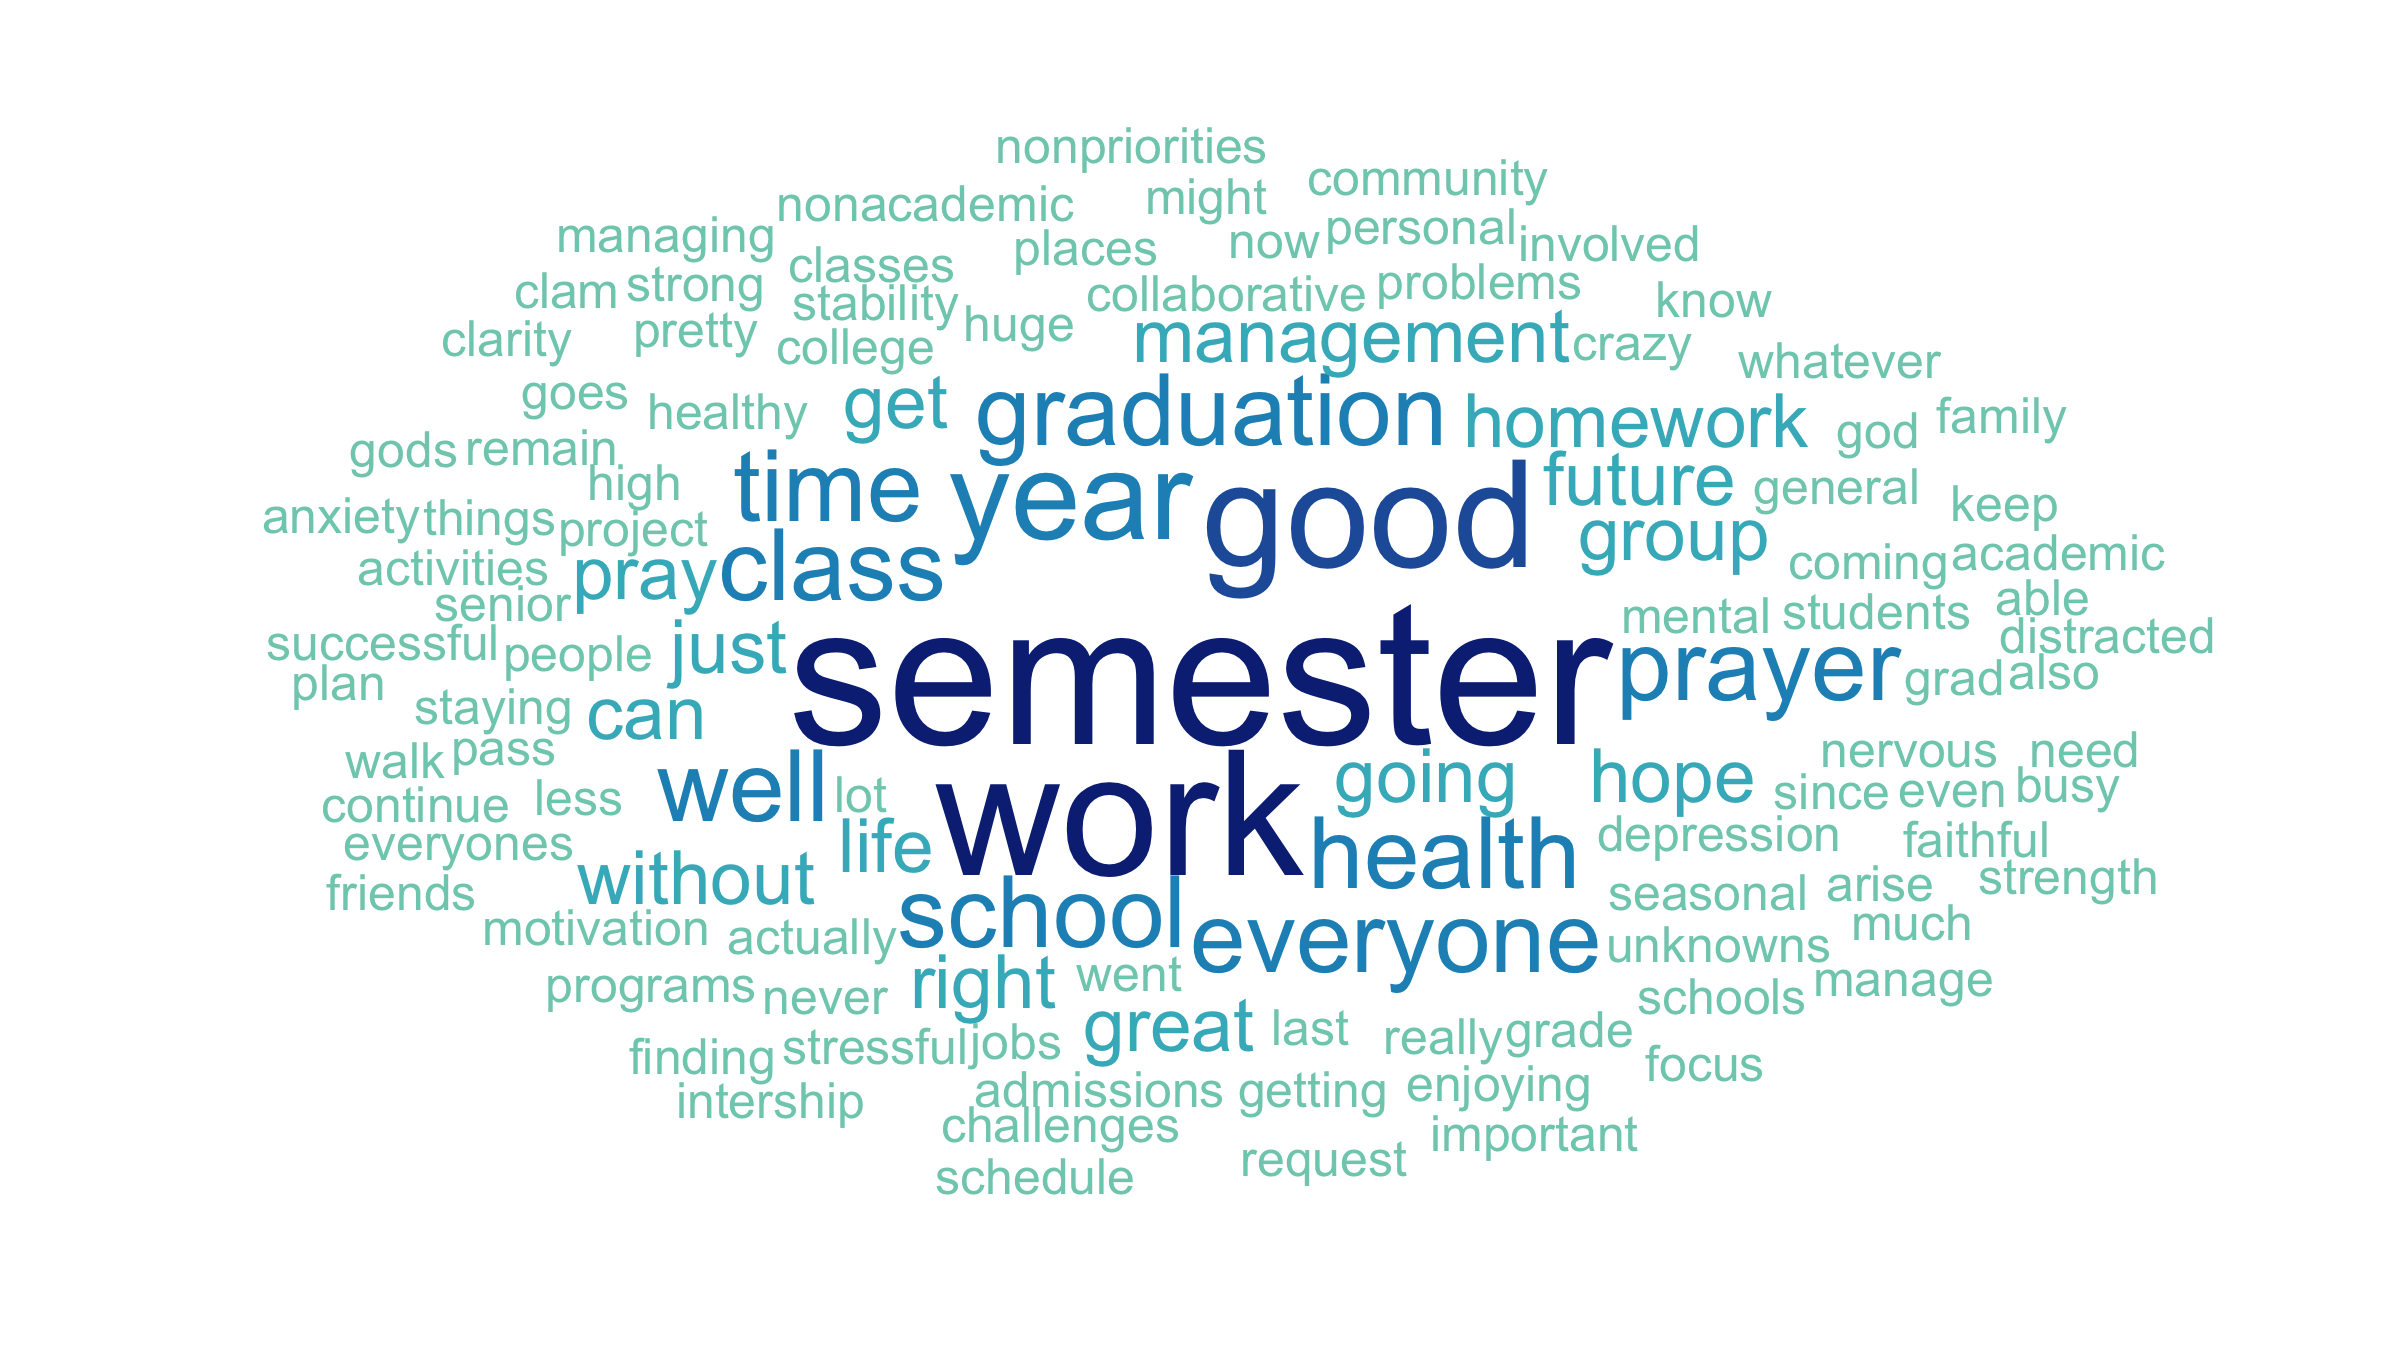 nonpriorities
community
nonacademic might
managing places now personal involved
clam strong classes collaborative problems know
clarity pretty stability huge management crazy whatever
college
goes healthy get graduation homework god family
gods remain high time year good future general keep
anxiety things project pray class group coming academic
activities
senior mental students able
successful people just semester prayer distracted
plan staying can grad also
walk pass well lot going hope nervous need
continue less since even busy
everyones without life work health depression faithful
friends seasonal arise strength
motivation actually school everyone unknowns much
programs never right went schools manage
finding stressful jobs great last really grade focus
intership admissions getting enjoying
challenges important
schedule request